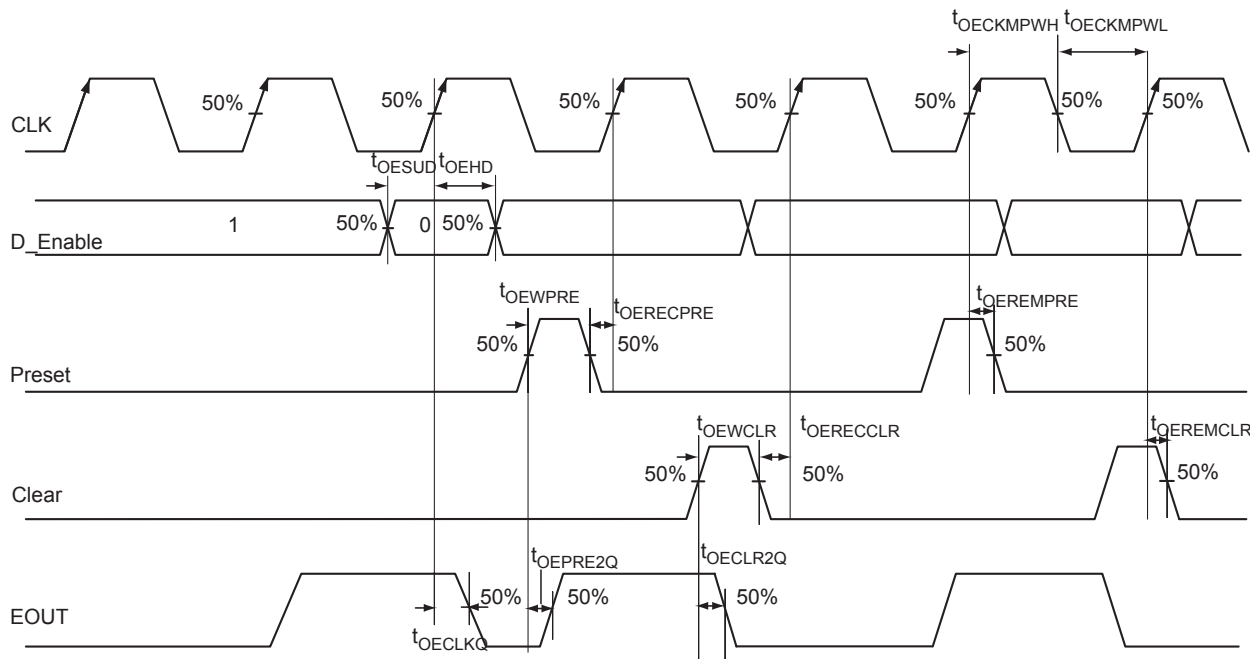 tOECKMPWH tOECKMPWL
CLK 50% 50% 50% 50% 50% 50% 50%
tOESUD tOEHD
D_Enable 1 50% 0 50%
tOEWPRE tOERECPRE tOEREMPRE
Preset 50% 50% 50%
tOEWCLR tOERECCLR tOEREMCLR
Clear 50% 50% 50%
tOEPRE2Q tOECLR2Q
EOUT 50% 50% 50%
tOECLKQ